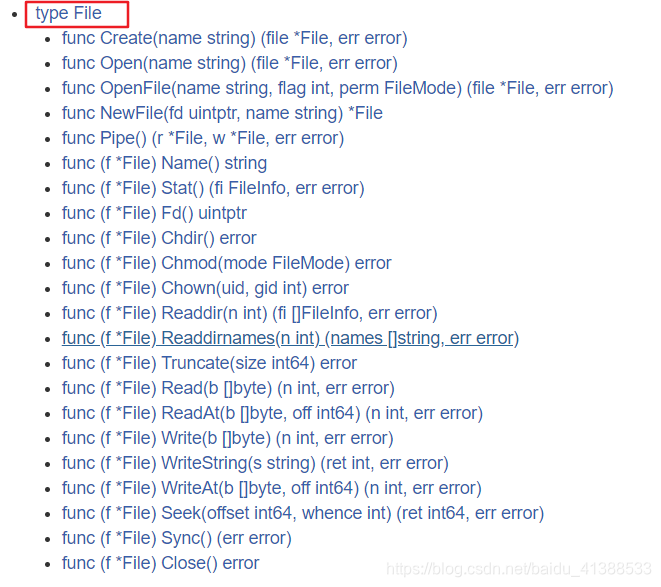 type File
func Create(name string) (file *File, err error)
func Open(name string) (file *File, err error)
func OpenFile(name string, flag int, perm FileMode) (file *File, err error)
func NewFile(fd uintptr, name string) *File
func Pipe() (r *File, w *File, err error)
func (f *File) Name() string
func (f *File) Stat() (fi FileInfo, err error)
func (f *File) Fd() uintptr
func (f *File) Chdir() error
func (f *File) Chmod(mode FileMode) error
func (f *File) Chown(uid, gid int) error
func (f *File) Readdir(n int) (fi []FileInfo, err error)
func (f *File) Readdirnames(n int) (names []string, err error)
func (f *File) Truncate(size int64) error
func (f *File) Read(b []byte) (n int, err error)
func (f *File) ReadAt(b []byte, off int64) (n int, err error)
func (f *File) Write(b []byte) (n int, err error)
func (f *File) WriteString(s string) (ret int, err error)
func (f *File) WriteAt(b []byte, off int64) (n int, err error)
func (f *File) Seek(offset int64, whence int) (ret int64, err error)
func (f *File) Sync() (err error)
func (f *File) Close() error
https://blog.csdn.net/baidu_41388533